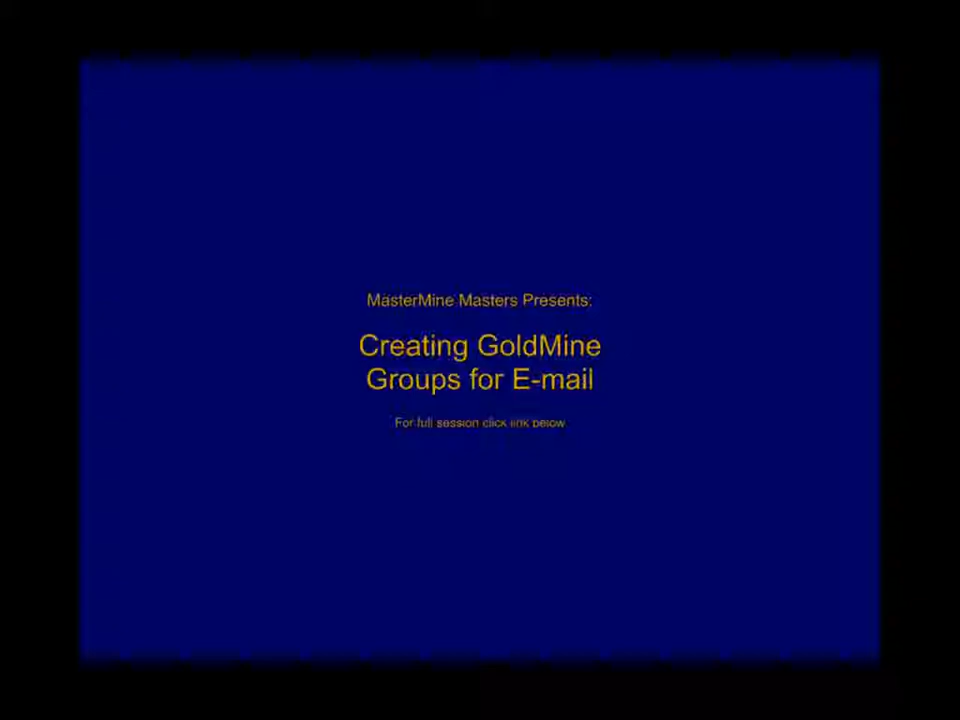 MasterMine Masters Presents:
Creating GoldMine
Groups for E-mail
For full session click link below